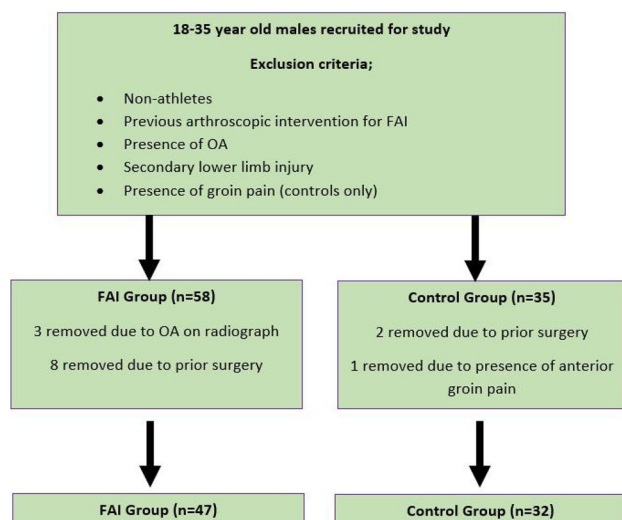 18-35 year old males recruited for study
Exclusion criteria;
• Non-athletes
• Previous arthroscopic intervention for FAI
• Presence of OA
• Secondary lower limb injury
• Presence of groin pain (controls only)
FAI Group (n=58)
3 removed due to OA on radiograph
8 removed due to prior surgery
Control Group (n=35)
2 removed due to prior surgery
1 removed due to presence of anterior
groin pain
FAI Group (n=47)
Control Group (n=32)